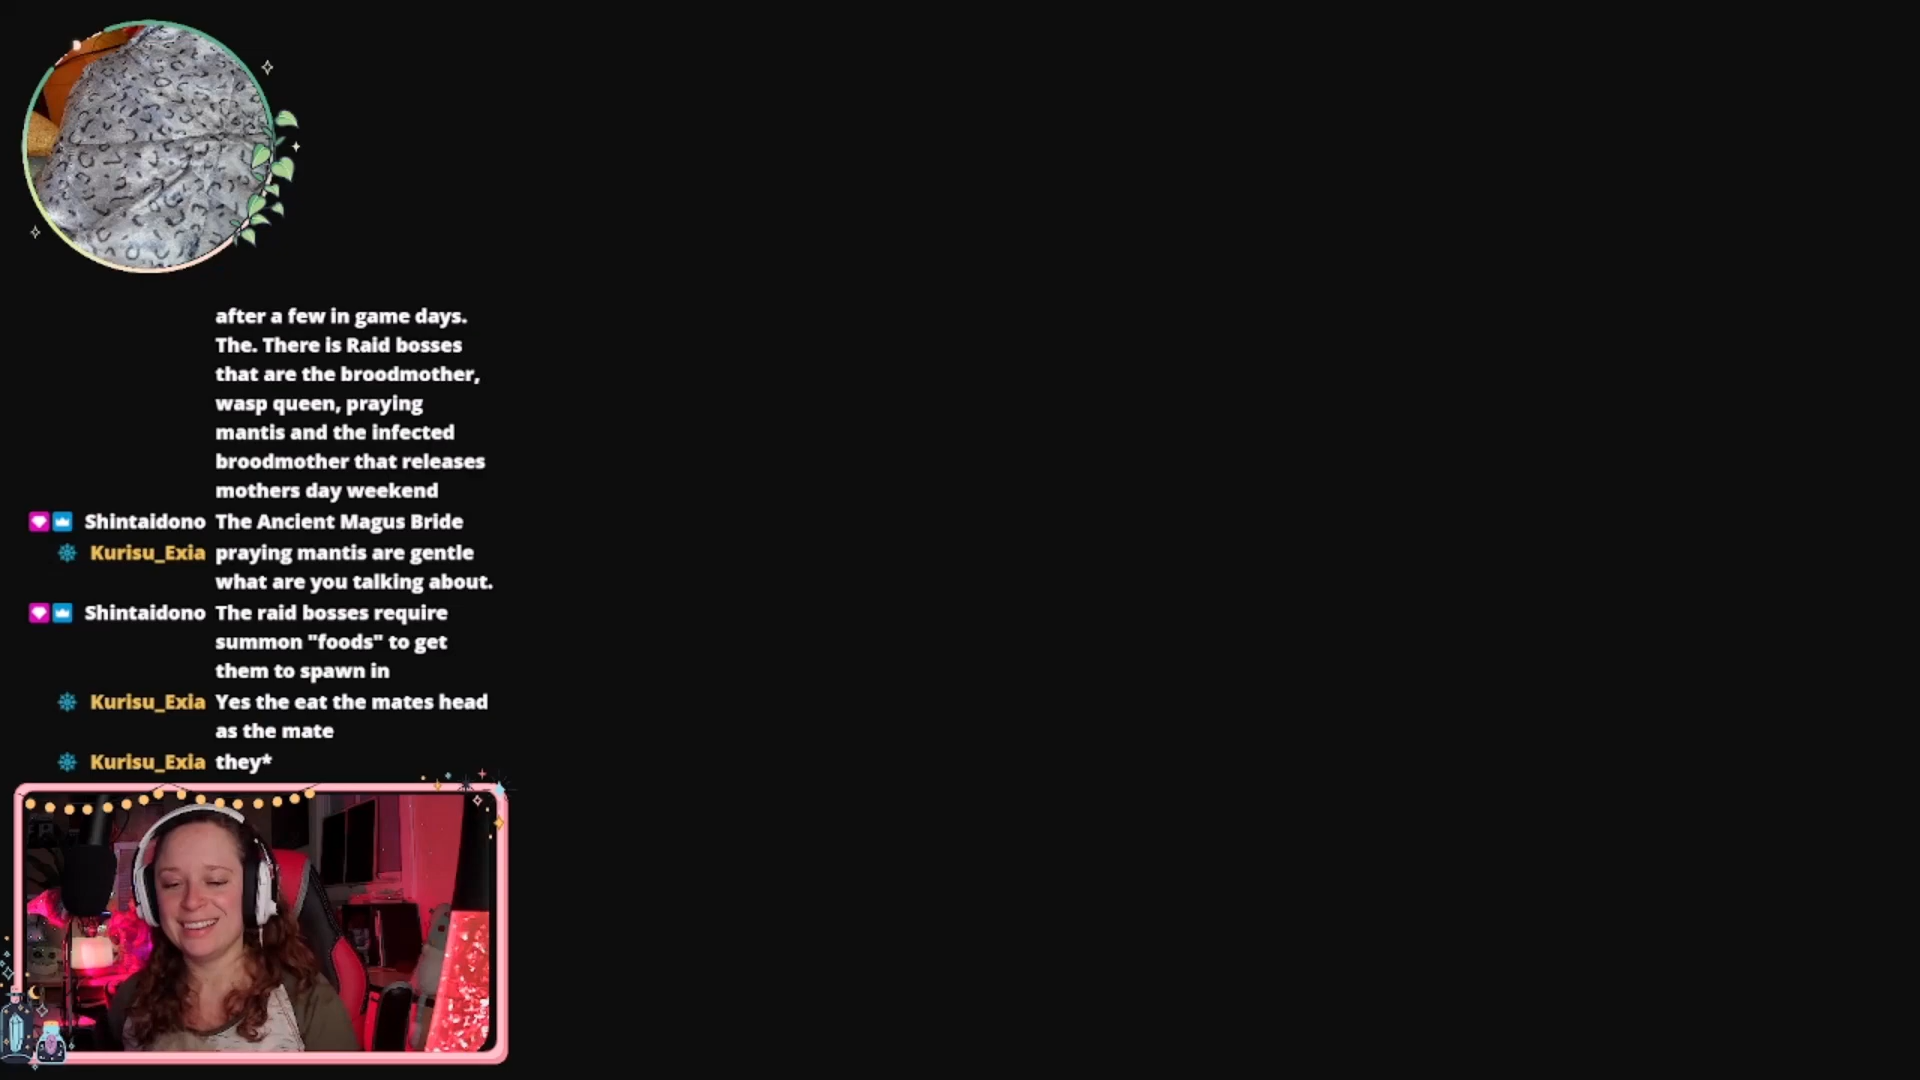 after a few in game days.
The. There is Raid bosses
that are the broodmother,
wasp queen, praying
mantis and the infected
broodmother that releases
mothers day weekend
Shintaidono The Ancient Magus Bride
Kurisu_Exia praying mantis are gentle
what are you talking about.
Shintaidono The raid bosses require
summon "foods" to get
them to spawn in
Kurisu_Exia Yes the eat the mates head
as the mate
Kurisu_Exia they*